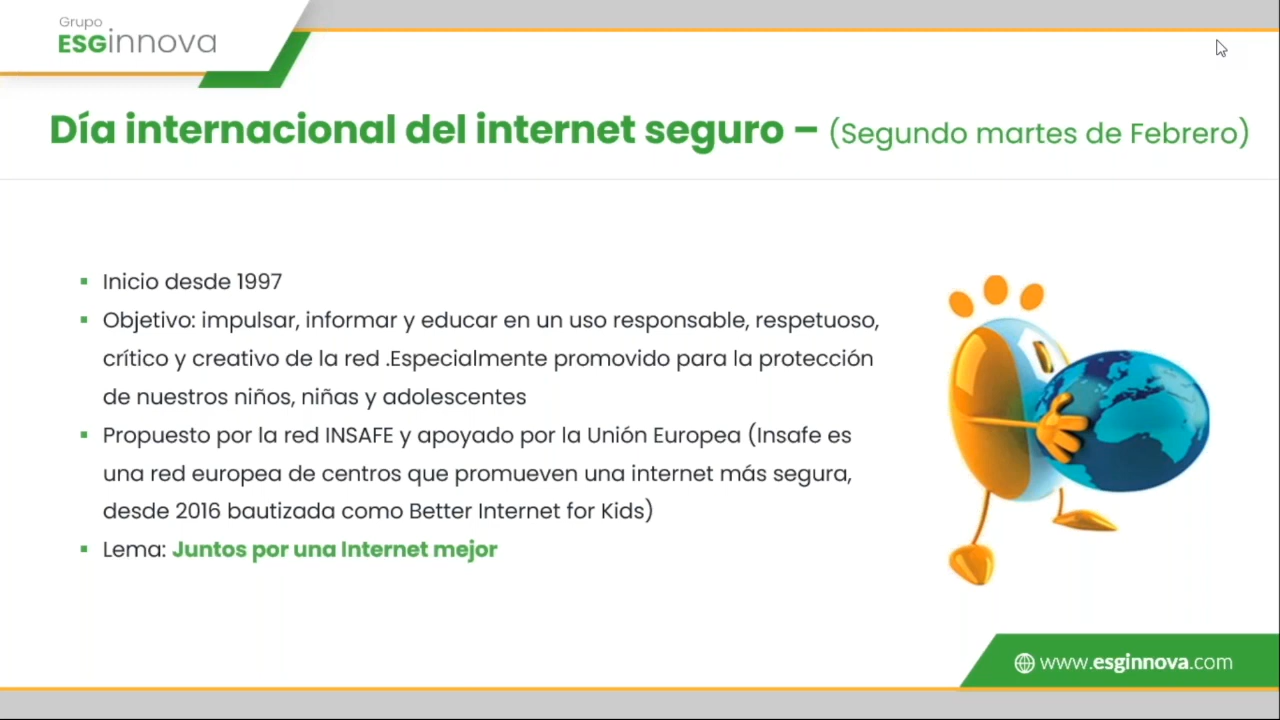 Grupo
ESGinnova
Día internacional del internet seguro – (Segundo martes de Febrero)
▪ Inicio desde 1997
▪ Objetivo: impulsar, informar y educar en un uso responsable, respetuoso,
crítico y creativo de la red .Especialmente promovido para la protección
de nuestros niños, niñas y adolescentes
▪ Propuesto por la red INSAFE y apoyado por la Unión Europea (Insafe es
una red europea de centros que promueven una internet más segura,
desde 2016 bautizada como Better Internet for Kids)
▪ Lema: Juntos por una Internet mejor
www.esginnova.com